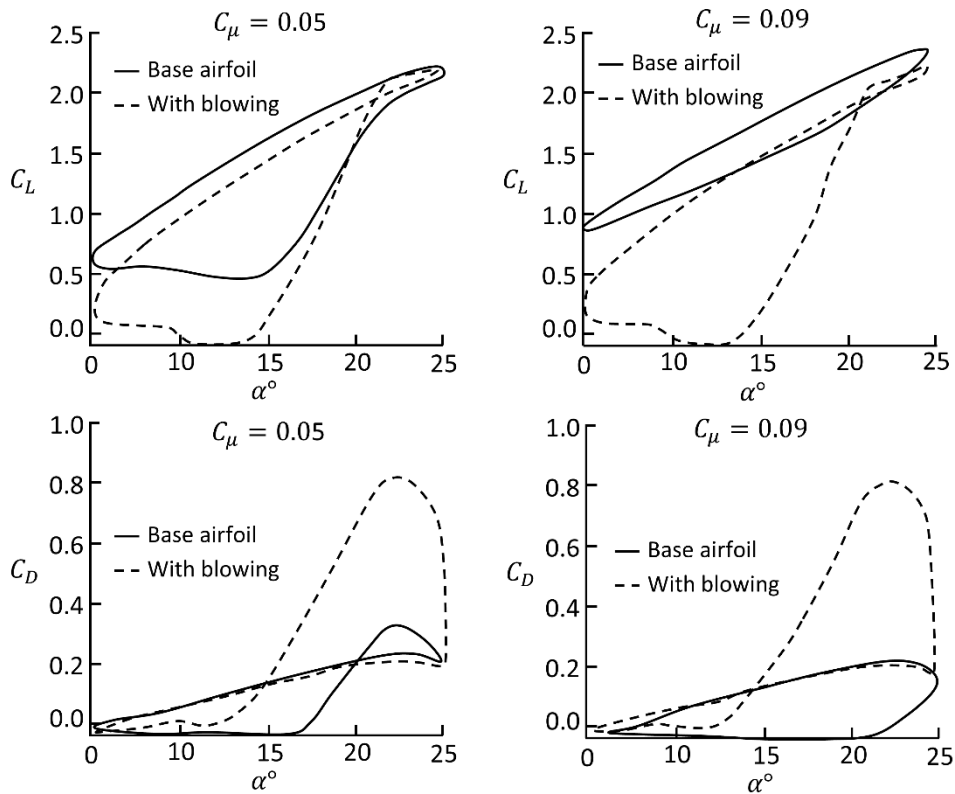 C_μ = 0.05
2.5
2.0
1.5
C_L
1.0
0.5
0.0
Base airfoil
With blowing
0 10 15 20 25
α°
C_μ = 0.09
2.5
2.0
1.5
C_L
1.0
0.5
0.0
Base airfoil
With blowing
0 10 15 20 25
α°
C_μ = 0.05
1.0
0.8
0.6
C_D
0.4
0.2
0.0
Base airfoil
With blowing
0 10 15 20 25
α°
C_μ = 0.09
1.0
0.8
0.6
C_D
0.4
0.2
0.0
Base airfoil
With blowing
0 10 15 20 25
α°